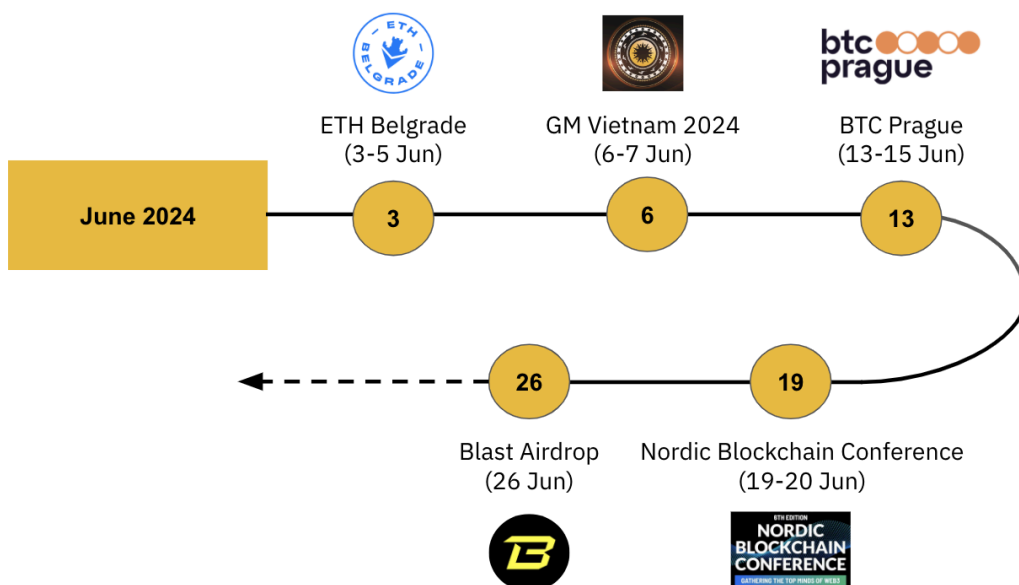 ETH
BELGRADE
btc
prague
ETH Belgrade
(3-5 Jun)
GM Vietnam 2024
(6-7 Jun)
BTC Prague
(13-15 Jun)
June 2024
3
6
13
26
19
Blast Airdrop
(26 Jun)
Nordic Blockchain Conference
(19-20 Jun)
6TH EDITION
NORDIC
BLOCKCHAIN
CONFERENCE
GATHERING THE TOP MINDS OF WEB3